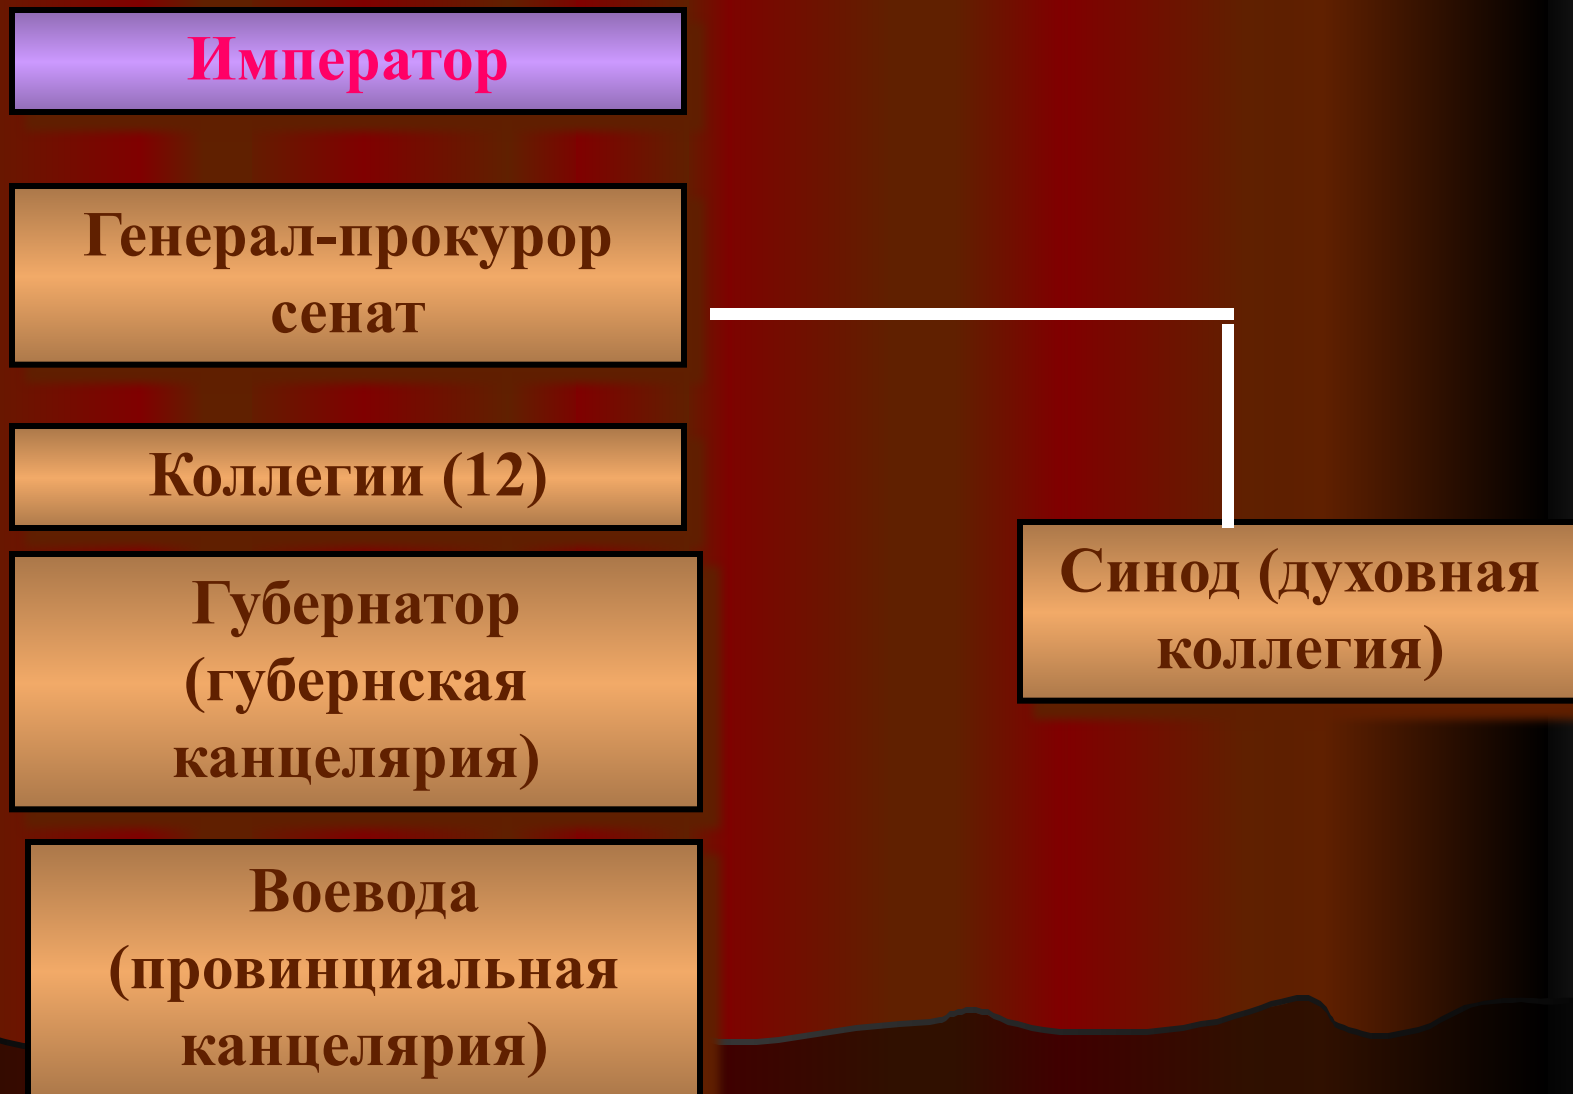 Император
Генерал-прокурор
сенат
Коллегии (12)
Губернатор
(губернская
канцелярия)
Воевода
(провинциальная
канцелярия)
Синод (духовная
коллегия)